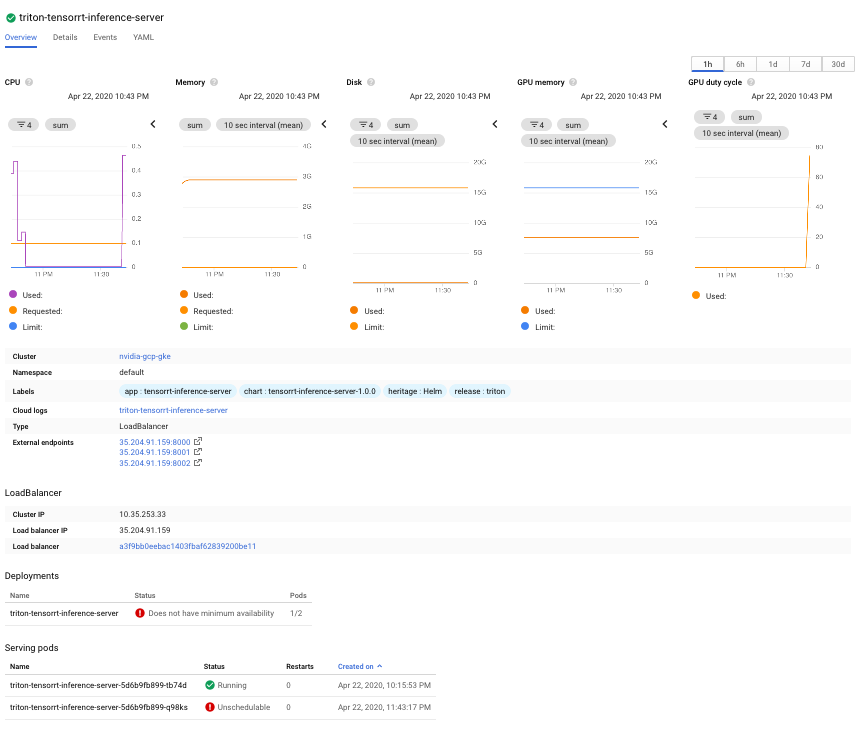 triton-tensorrt-inference-server
Overview Details Events YAML
1h 6h 1d 7d 30d
CPU Memory Disk GPU memory GPU duty cycle
Apr 22, 2020 10:43 PM Apr 22, 2020 10:43 PM Apr 22, 2020 10:43 PM Apr 22, 2020 10:43 PM Apr 22, 2020 10:43 PM
4 sum
0.5
0.4
0.3
0.2
0.1
0
11 PM 11:30
Used:
Requested:
Limit:
sum 10 sec interval (mean)
4G
3G
2G
1G
0
11 PM 11:30
Used:
Requested:
Limit:
4 sum
10 sec interval (mean)
20G
15G
10G
5G
0
11 PM 11:30
Used:
Limit:
4 sum
10 sec interval (mean)
20G
15G
10G
5G
0
11 PM 11:30
Used:
Limit:
4 sum
10 sec interval (mean)
80
60
40
20
0
11 PM 11:30
Used:
Cluster nvidia-gcp-gke
Namespace default
Labels app : tensorrt-inference-server chart : tensorrt-inference-server-1.0.0 heritage : Helm release : triton
Cloud logs triton-tensorrt-inference-server
Type LoadBalancer
External endpoints 35.204.91.159:8000
35.204.91.159:8001
35.204.91.159:8002
LoadBalancer
Cluster IP 10.35.253.33
Load balancer IP 35.204.91.159
Load balancer a3f9bb0eebac1403fbaf62839200be11
Deployments
Name Status Pods
triton-tensorrt-inference-server Does not have minimum availability 1/2
Serving pods
Name Status Restarts Created on
triton-tensorrt-inference-server-5d6b9fb899-tb74d Running 0 Apr 22, 2020, 10:15:53 PM
triton-tensorrt-inference-server-5d6b9fb899-q98ks Unschedulable 0 Apr 22, 2020, 11:43:17 PM